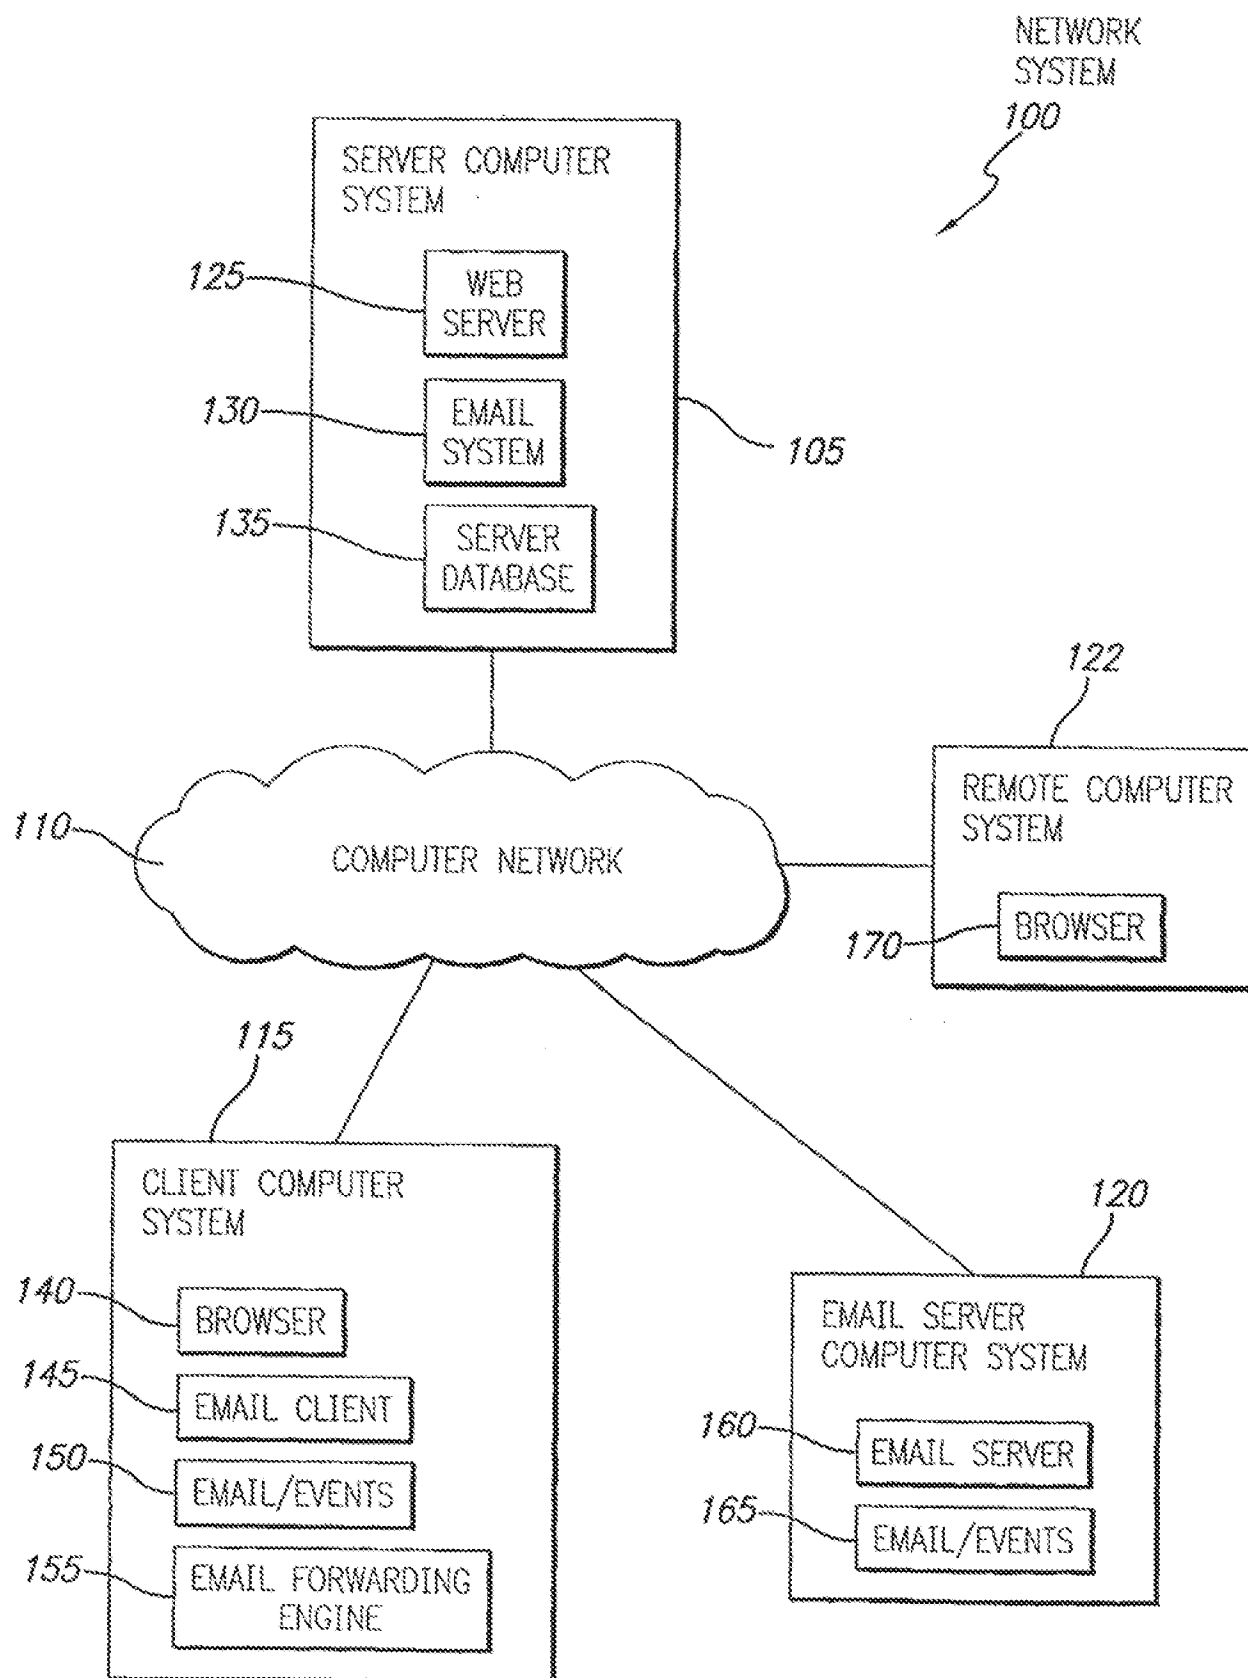 NETWORK
SYSTEM
100
SERVER COMPUTER
SYSTEM
125
WEB
SERVER
130
EMAIL
SYSTEM
105
135
SERVER
DATABASE
122
REMOTE COMPUTER
SYSTEM
110
COMPUTER NETWORK
170
BROWSER
115
CLIENT COMPUTER
SYSTEM
120
140
BROWSER
EMAIL SERVER
COMPUTER SYSTEM
145
EMAIL CLIENT
160
EMAIL SERVER
150
EMAIL/EVENTS
165
EMAIL/EVENTS
155
EMAIL FORWARDING
ENGINE